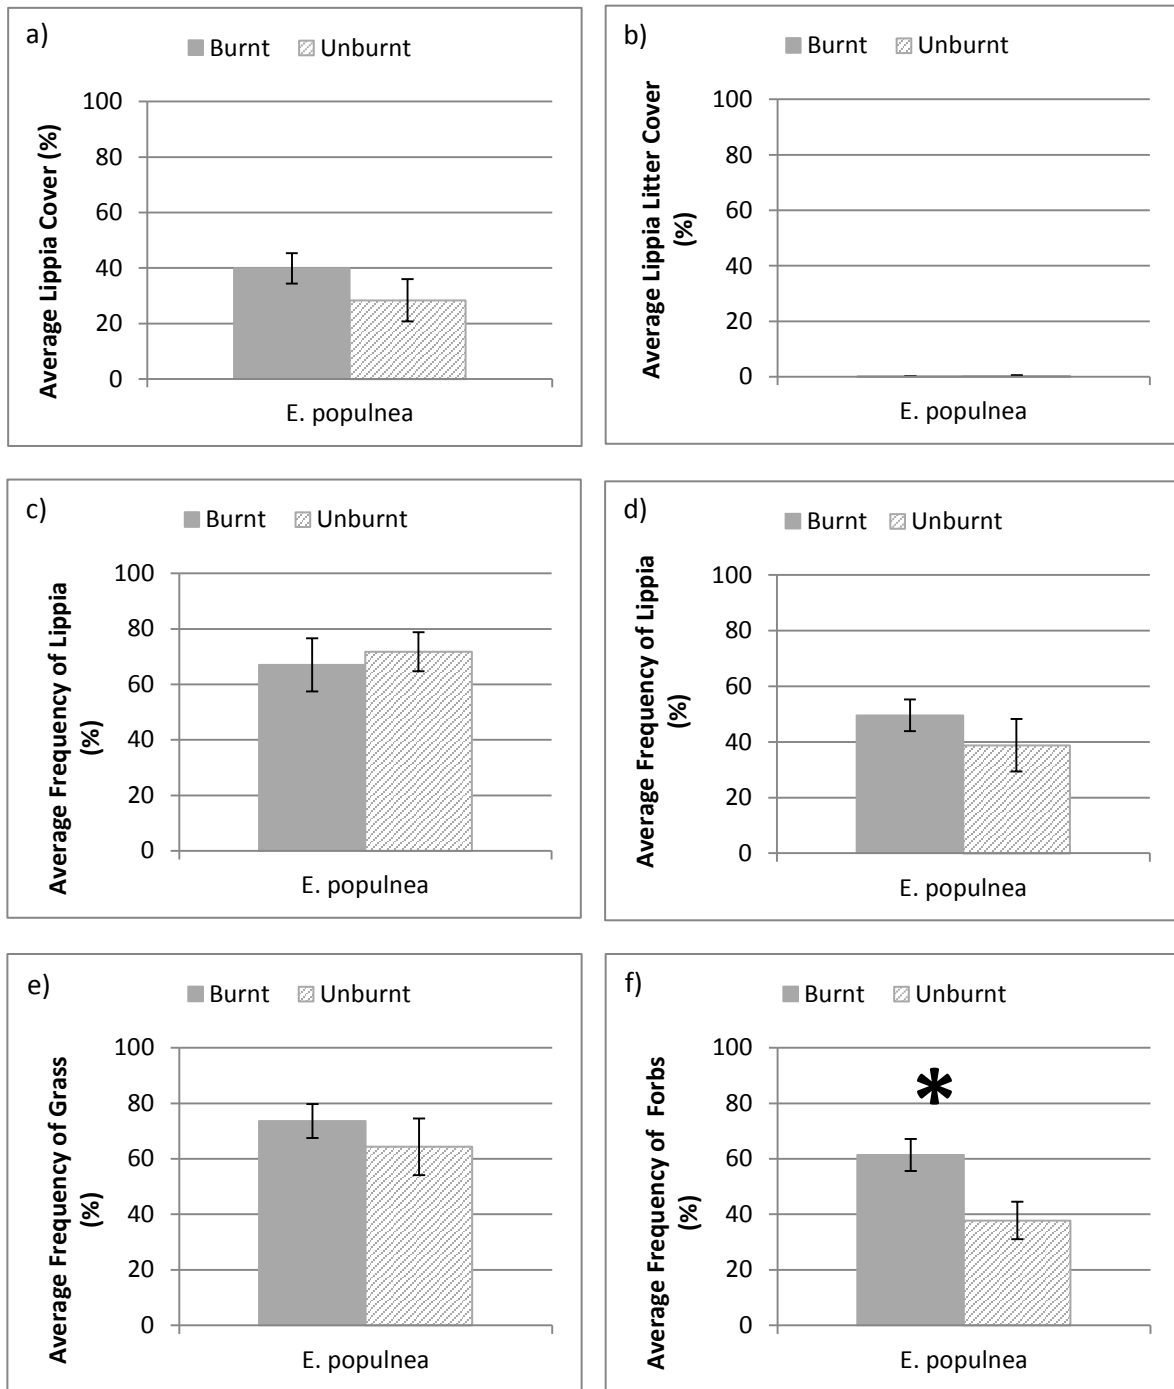 a)
Burnt Unburnt
Average Lippia Cover (%)
100
80
60
40
20
0
E. populnea
b)
Burnt Unburnt
Average Lippia Litter Cover
(%)
100
80
60
40
20
0
E. populnea
c)
Burnt Unburnt
Average Frequency of Lippia
(%)
100
80
60
40
20
0
E. populnea
d)
Burnt Unburnt
Average Frequency of Lippia
(%)
100
80
60
40
20
0
E. populnea
e)
Burnt Unburnt
Average Frequency of Grass
(%)
100
80
60
40
20
0
E. populnea
f)
Burnt Unburnt
Average Frequency of Forbs
(%)
100
80
60
40
20
0
*
E. populnea